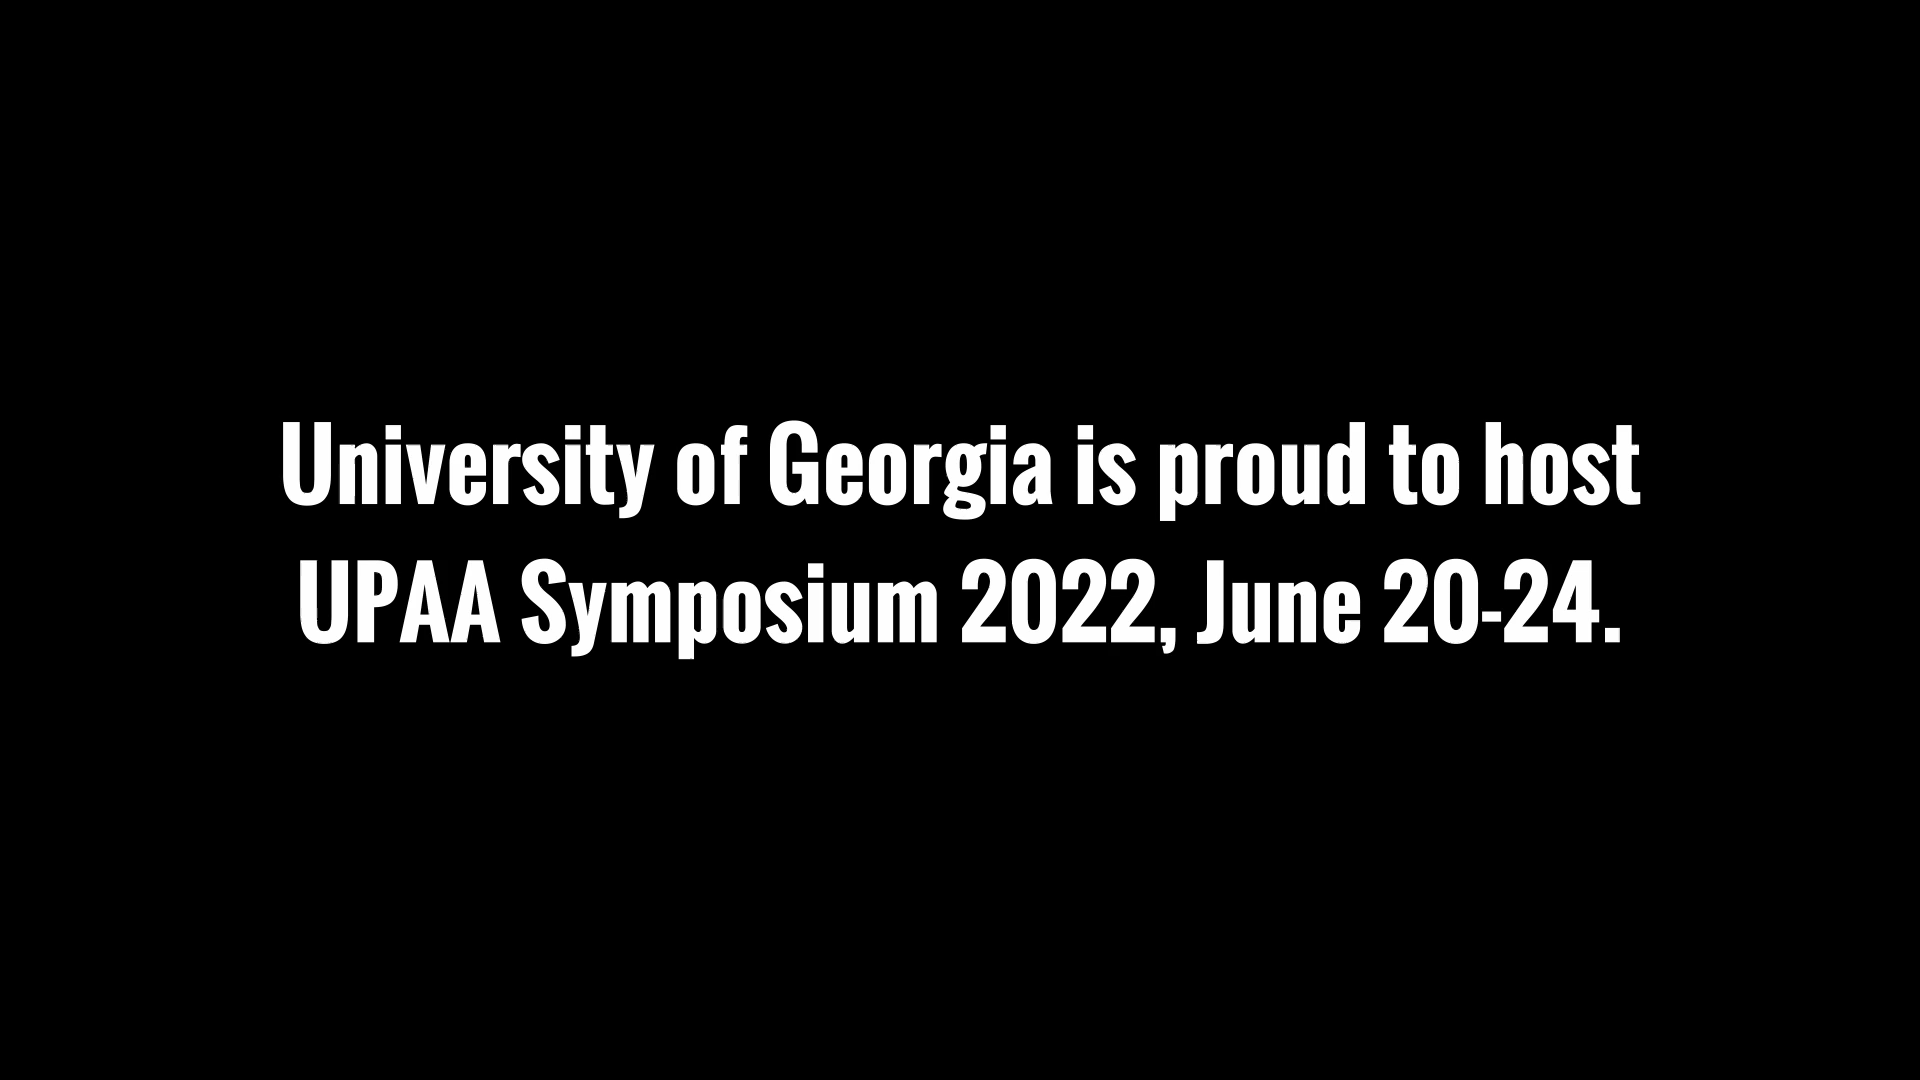 University of Georgia is proud to host
UPAA Symposium 2022, June 20-24.